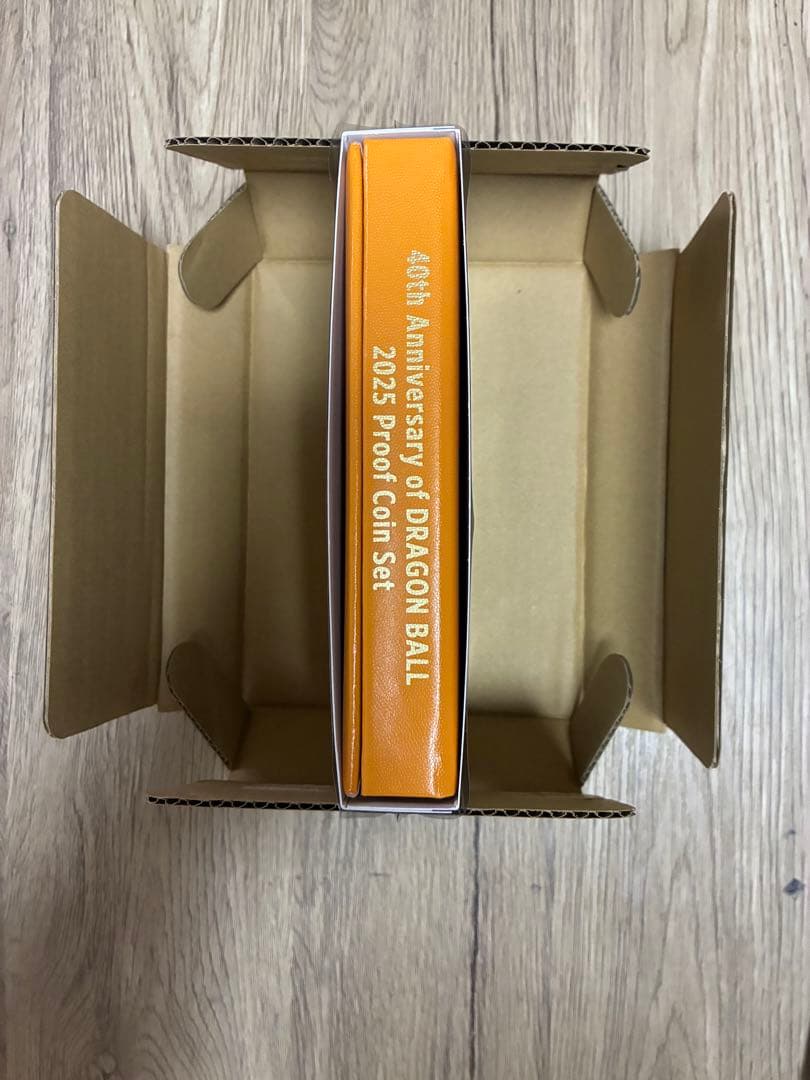 40th Anniversary of DRAGON BALL
2025 Proof Coin Set